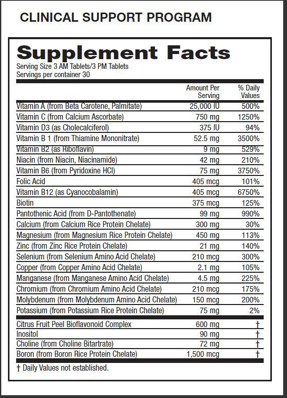 CLINICAL SUPPORT PROGRAM
Supplement Facts
Serving Size 3 AM Tablets/3 PM Tablets
Servings per container 30
Amount Per Serving % Daily Values
Vitamin A (from Beta Carotene, Palmitate) 25,000 IU 500%
Vitamin C (from Calcium Ascorbate) 750 mg 1250%
Vitamin D3 (as Cholecalciferol) 375 IU 94%
Vitamin B 1 (from Thiamine Mononitrate) 52.5 mg 3500%
Vitamin B2 (as Riboflavin) 9 mg 529%
Niacin (from Niacin, Niacinamide) 42 mg 210%
Vitamin B6 (from Pyridoxine HCl) 75 mg 3750%
Folic Acid 405 mcg 101%
Vitamin B12 (as Cyanocobalamin) 405 mcg 6750%
Biotin 375 mcg 125%
Pantothenic Acid (from D-Pantothenate) 99 mg 990%
Calcium (from Calcium Rice Protein Chelate) 300 mg 30%
Magnesium (from Magnesium Rice Protein Chelate) 450 mg 113%
Zinc (from Zinc Rice Protein Chelate) 21 mg 140%
Selenium (from Selenium Amino Acid Chelate) 210 mcg 300%
Copper (from Copper Amino Acid Chelate) 2.1 mg 105%
Manganese (from Manganese Amino Acid Chelate) 4.5 mg 225%
Chromium (from Chromium Amino Acid Chelate) 210 mcg 175%
Molybdenum (from Molybdenum Amino Acid Chelate) 150 mcg 200%
Potassium (from Potassium Rice Protein Chelate) 75 mg 2%
Citrus Fruit Peel Bioflavonoid Complex 600 mg †
Inositol 90 mg †
Choline (from Choline Bitartrate) 72 mg †
Boron (from Boron Rice Protein Chelate) 1,500 mcg †
† Daily Values not established.